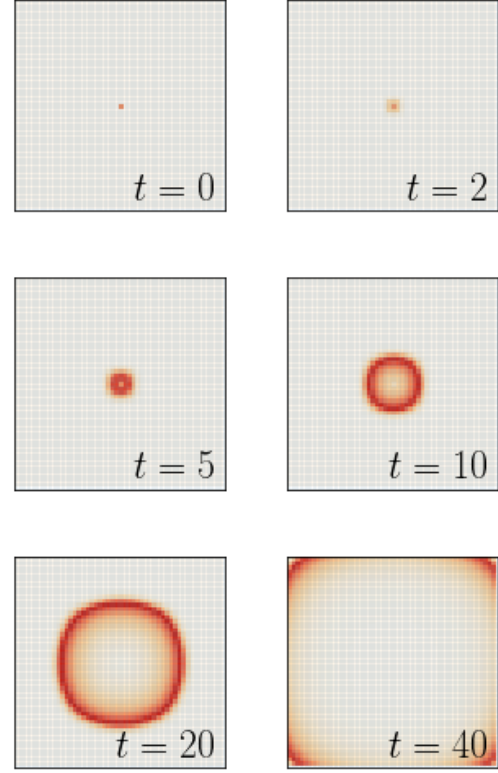 t = 0
t = 2
t = 5
t = 10
t = 20
t = 40